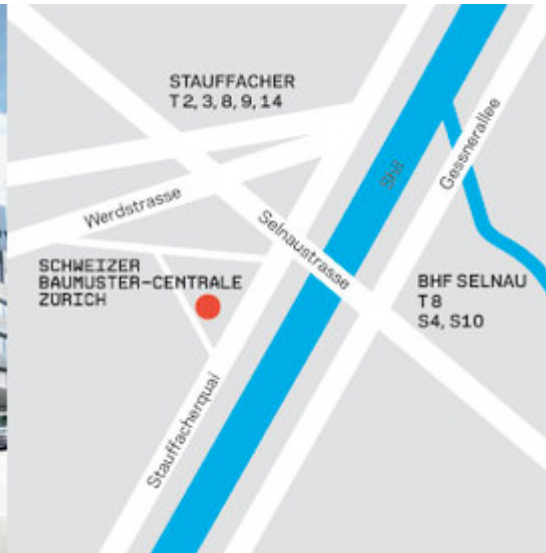 STAUFFACHER
T 2, 3, 8, 9, 14
Gessnerallee
Sihl
Werdstrasse
Selnaustrasse
SCHWEIZER
BAUMUSTER-CENTRALE
ZÜRICH
BHF SELNAU
T 8
S4, S10
Stauffacherquai